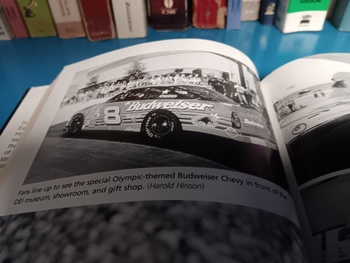 Budweiser
8
Fans line up to see the special Olympic-themed Budweiser Chevy in front of the
DEI museum, showroom, and gift shop. (Harold Hinson)